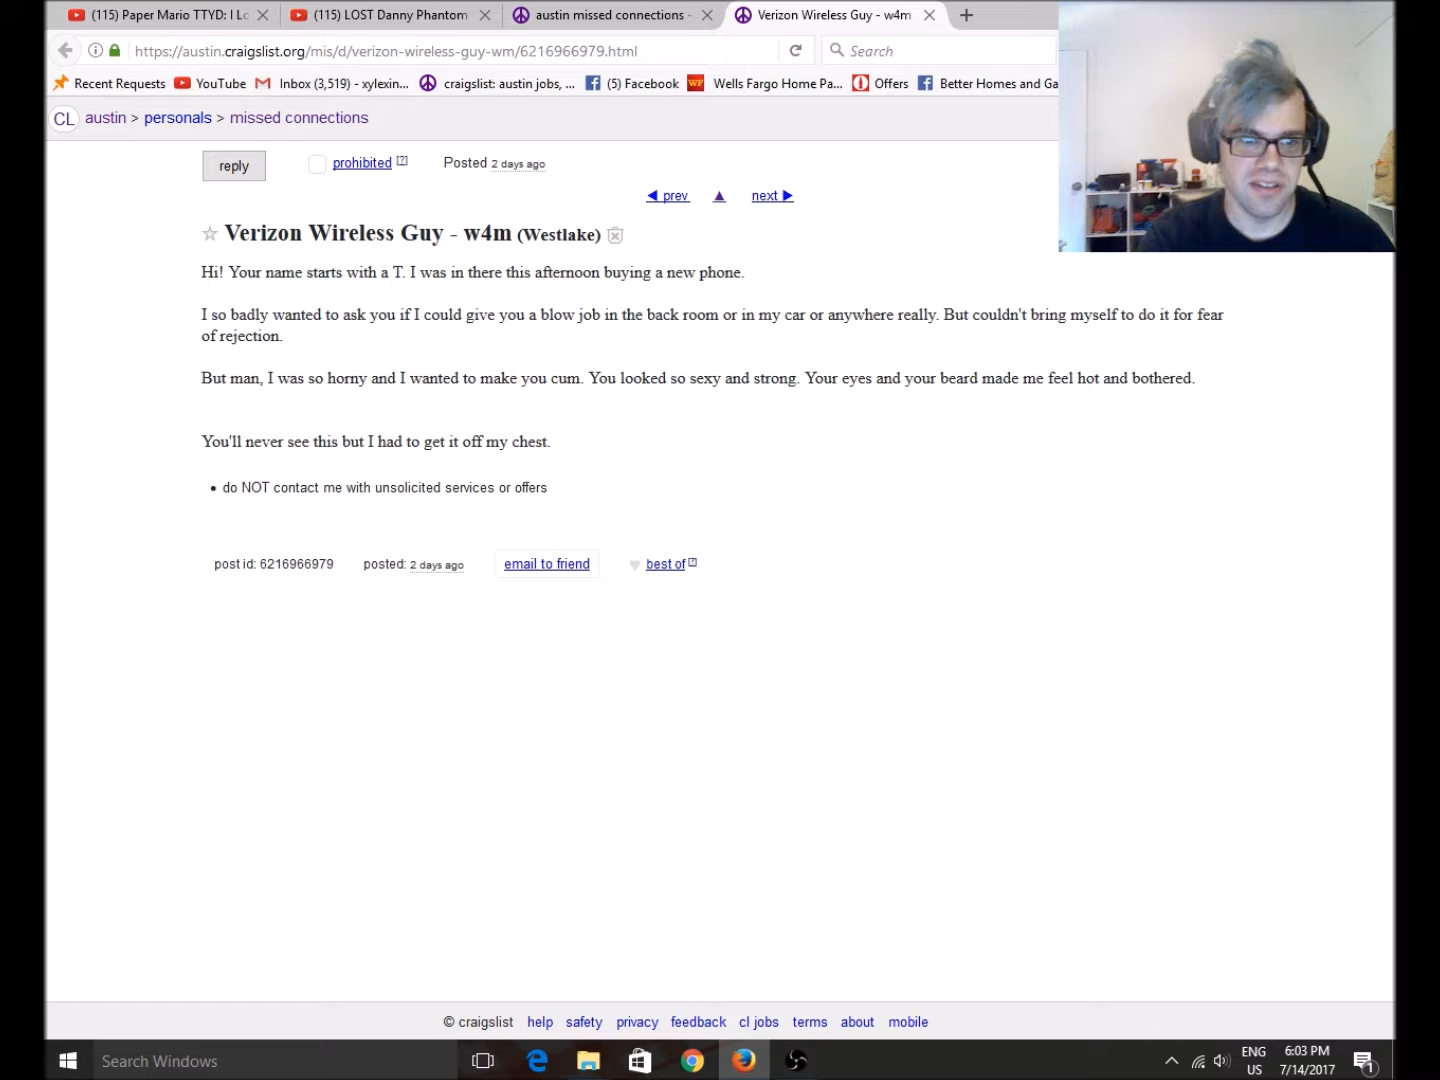 (115) Paper Mario TTYD: I Lo
(115) LOST Danny Phantom
austin missed connections -
Verizon Wireless Guy - w4m
https://austin.craigslist.org/mis/d/verizon-wireless-guy-wm/6216966979.html
Search
Recent Requests
YouTube
Inbox (3,519) - xylexin...
craigslist: austin jobs, ...
(5) Facebook
WF
Wells Fargo Home Pa...
Offers
Better Homes and Ga
CL
austin > personals > missed connections
reply
prohibited [?]
Posted 2 days ago
◀ prev ▲ next ▶
☆ Verizon Wireless Guy - w4m (Westlake)
Hi! Your name starts with a T. I was in there this afternoon buying a new phone.
I so badly wanted to ask you if I could give you a blow job in the back room or in my car or anywhere really. But couldn't bring myself to do it for fear
of rejection.
But man, I was so horny and I wanted to make you cum. You looked so sexy and strong. Your eyes and your beard made me feel hot and bothered.
You'll never see this but I had to get it off my chest.
• do NOT contact me with unsolicited services or offers
post id: 6216966979 posted: 2 days ago email to friend ♥ best of [?]
© craigslist help safety privacy feedback cl jobs terms about mobile
Search Windows
ENG
US
6:03 PM
7/14/2017
1